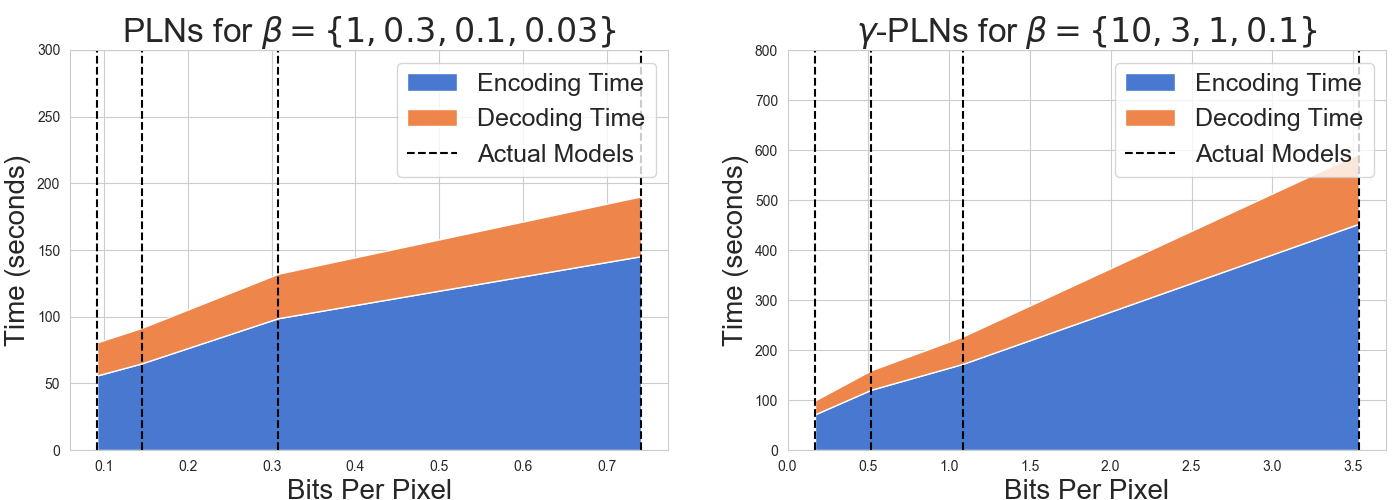 PLNs for β = {1, 0.3, 0.1, 0.03}
300
250
200
150
100
50
0
Time (seconds)
Encoding Time
Decoding Time
Actual Models
0.1 0.2 0.3 0.4 0.5 0.6 0.7
Bits Per Pixel
γ-PLNs for β = {10, 3, 1, 0.1}
800
700
600
500
400
300
200
100
0
Time (seconds)
Encoding Time
Decoding Time
Actual Models
0.0 0.5 1.0 1.5 2.0 2.5 3.0 3.5
Bits Per Pixel